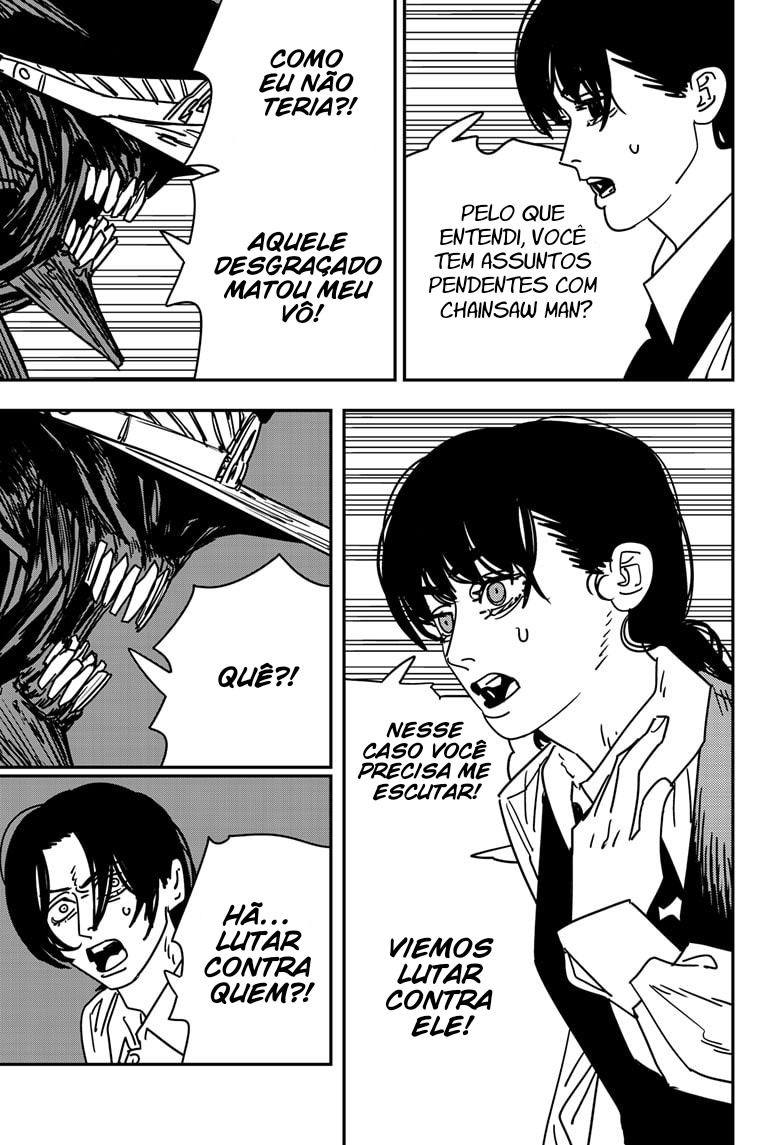 PELO QUE
ENTENDI, VOCÊ
TEM ASSUNTOS
PENDENTES COM
CHAINSAW MAN?
COMO
EU NÃO
TERIA?!
AQUELE
DESGRAÇADO
MATOU MEU
VÔ!
NESSE
CASO VOCÊ
PRECISA ME
ESCUTAR!
VIEMOS
LUTAR
CONTRA
ELE!
QUÊ?!
HÃ...
LUTAR
CONTRA
QUEM?!